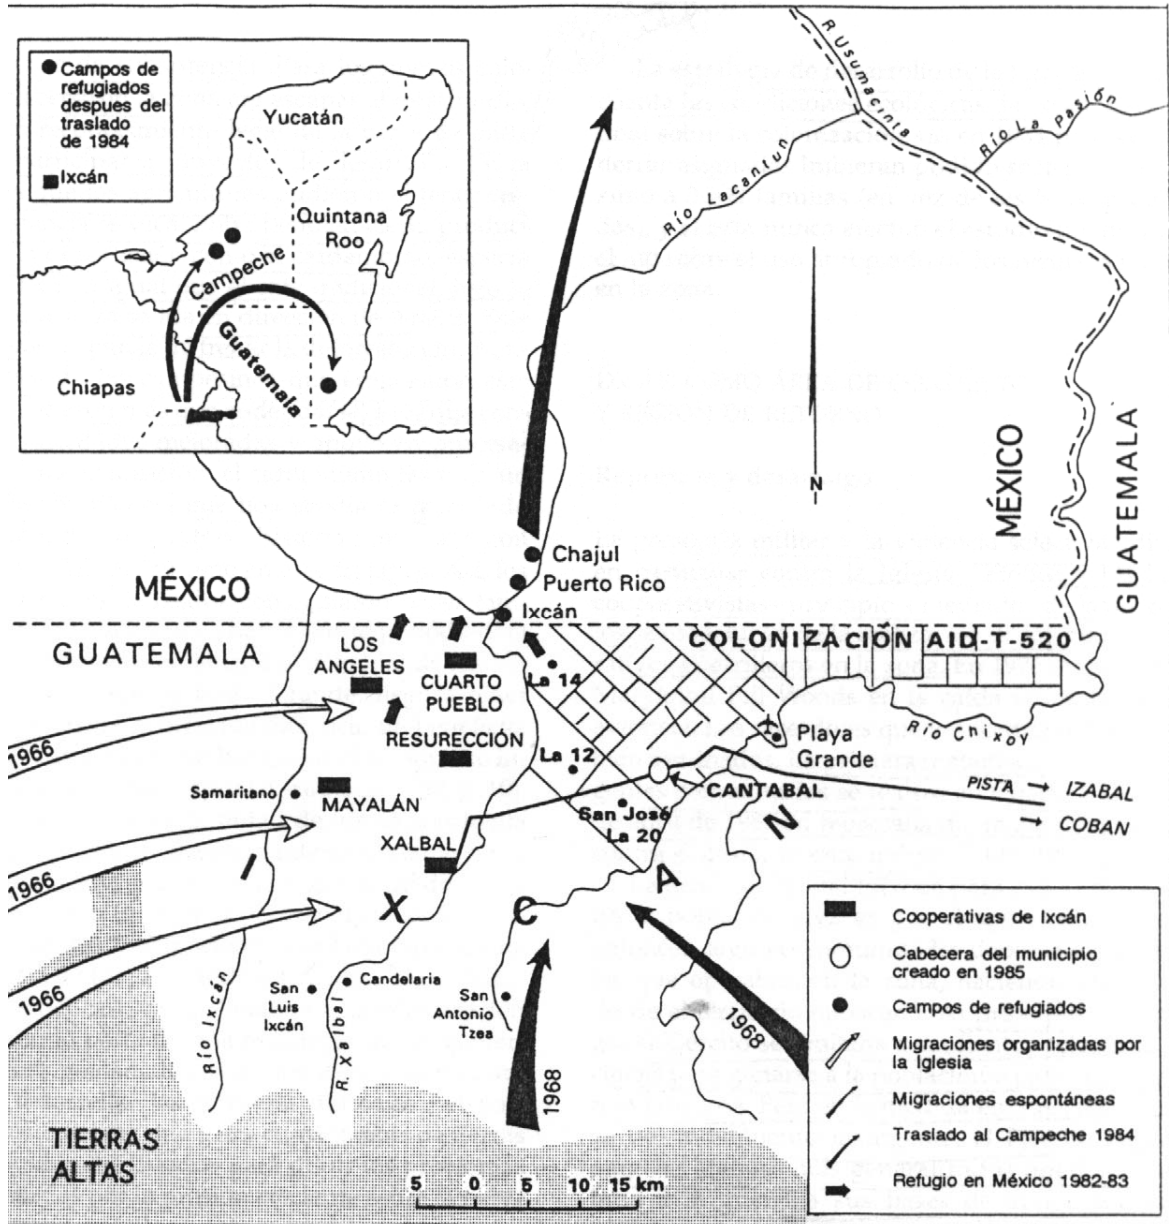 Campos de
refugiados
despues del
traslado
de 1984
Ixcán
Yucatán
Quintana
Roo
Campeche
Guatemala
Chiapas
R Usumacinta
Río La Pasión
Río Lacantun
N
MÉXICO
GUATEMALA
Chajul
Puerto Rico
Ixcán
MÉXICO
GUATEMALA
COLONIZACIÓN AID-T-520
LOS
ANGELES
CUARTO
PUEBLO
La 14
RESURECCIÓN
La 12
Playa
Grande
Río Chixoy
1966
Samaritano
MAYALÁN
CANTABAL
San José
La 20
PISTA
IZABAL
COBAN
XALBAL
1966
X
C
A
N
1966
San
Luis
Ixcán
Candelaria
San
Antonio
Tzea
Río Ixcán
R. Xalbal
1968
1968
TIERRAS
ALTAS
5 0 5 10 15 km
Cooperativas de Ixcán
Cabecera del municipio
creado en 1985
Campos de refugiados
Migraciones organizadas por
la Iglesia
Migraciones espontáneas
Traslado al Campeche 1984
Refugio en México 1982-83